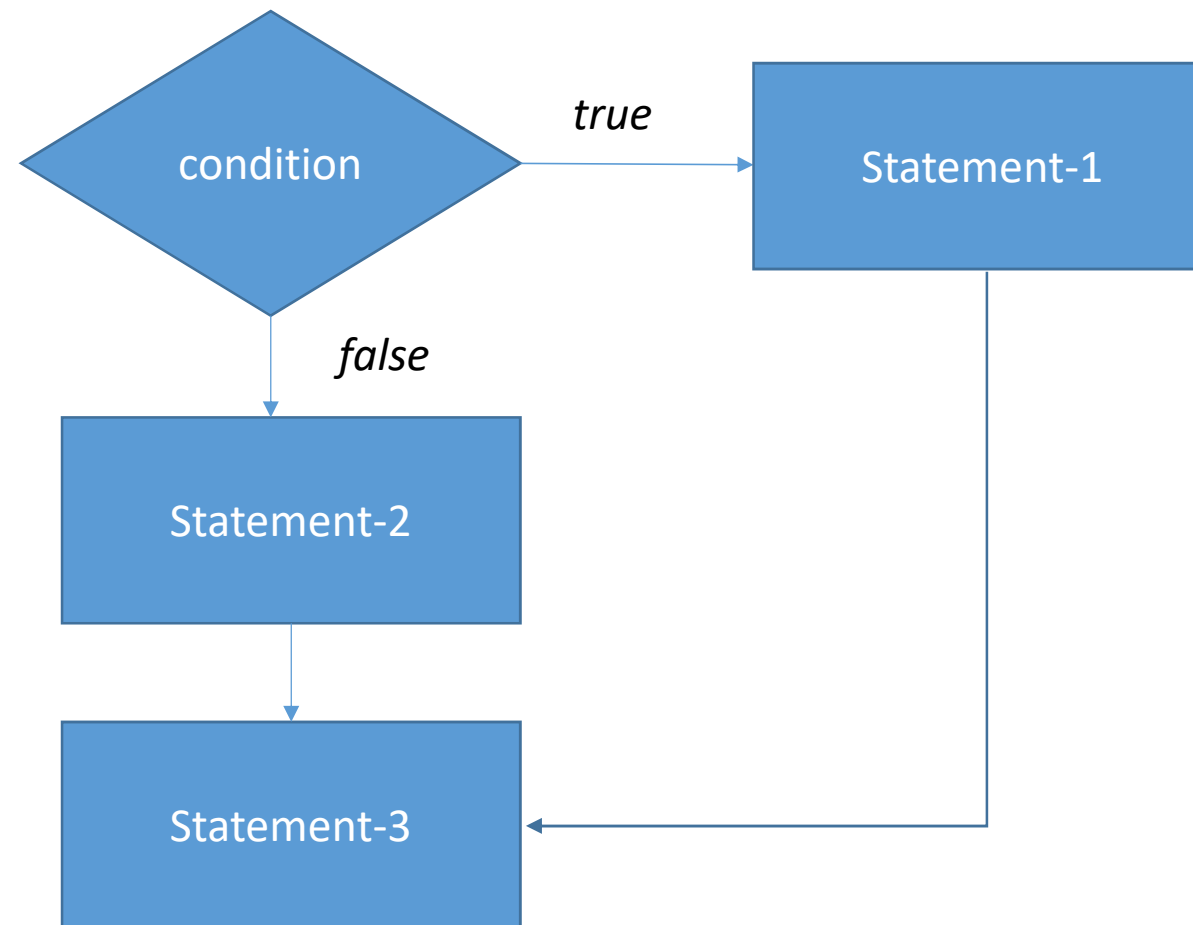 condition
true
Statement-1
false
Statement-2
Statement-3